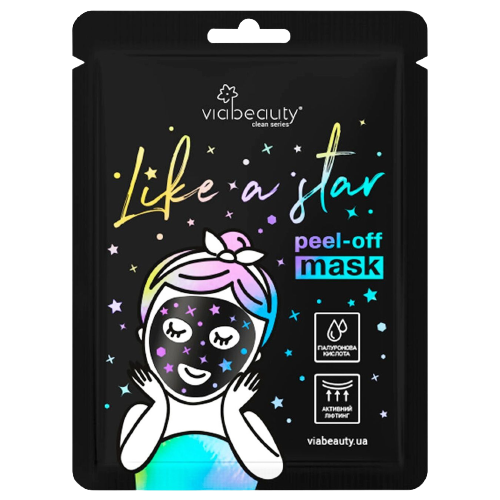 viabeauty
clean series
Like a star
peel-off
mask
ГІАЛУРОНОВА
КИСЛОТА
АКТИВНИЙ
ЛІФТИНГ
viabeauty.ua